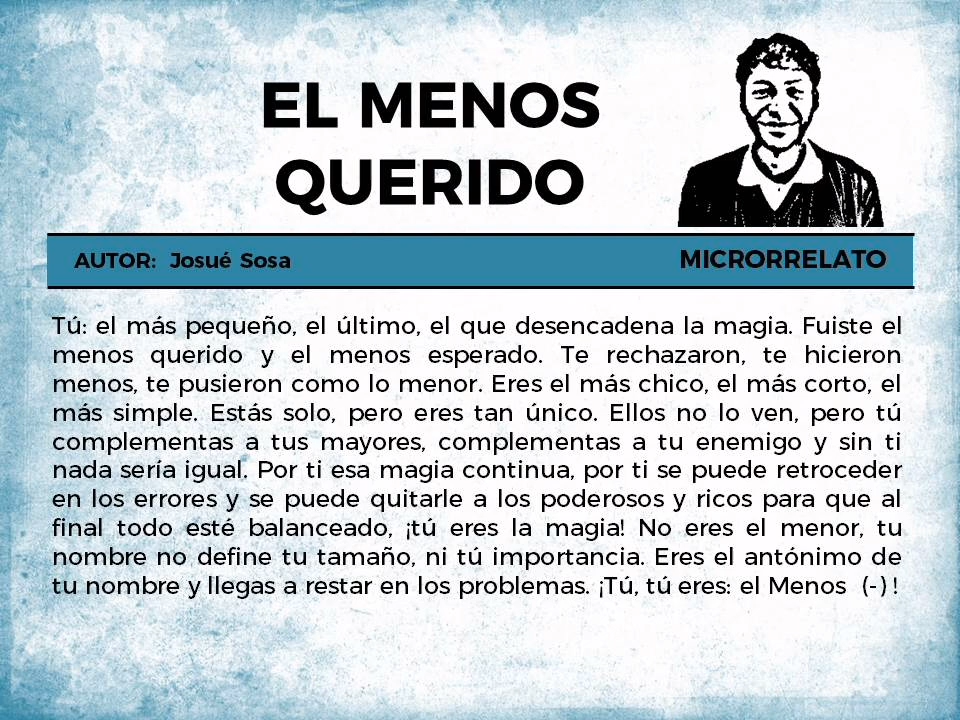 EL MENOS
QUERIDO
AUTOR: Josué Sosa
MICRORRELATO
Tú: el más pequeño, el último, el que desencadena la magia. Fuiste el
menos querido y el menos esperado. Te rechazaron, te hicieron
menos, te pusieron como lo menor. Eres el más chico, el más corto, el
más simple. Estás solo, pero eres tan único. Ellos no lo ven, pero tú
complementas a tus mayores, complementas a tu enemigo y sin ti
nada sería igual. Por ti esa magia continua, por ti se puede retroceder
en los errores y se puede quitarle a los poderosos y ricos para que al
final todo esté balanceado, ¡tú eres la magia! No eres el menor, tu
nombre no define tu tamaño, ni tú importancia. Eres el antónimo de
tu nombre y llegas a restar en los problemas. ¡Tú, tú eres: el Menos (-) !